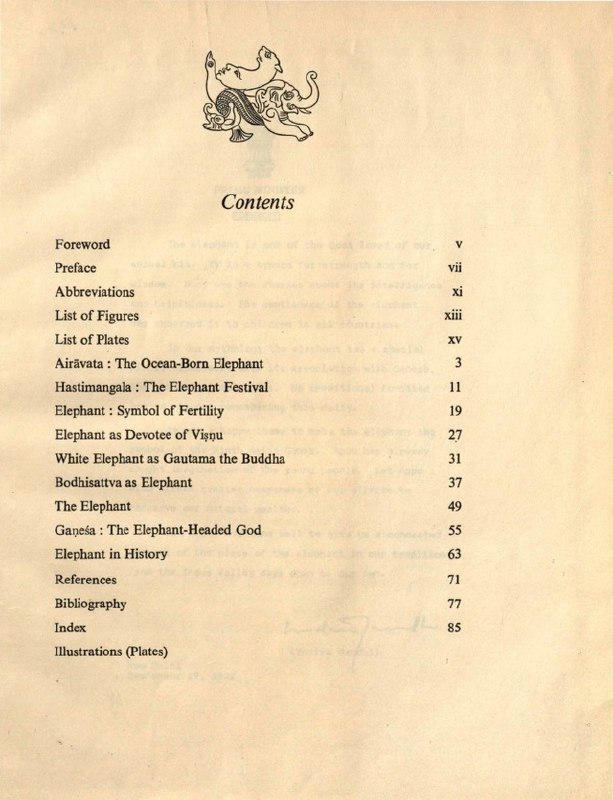 Contents
Foreword v
Preface vii
Abbreviations xi
List of Figures xiii
List of Plates xv
Airāvata : The Ocean-Born Elephant 3
Hastimangala : The Elephant Festival 11
Elephant : Symbol of Fertility 19
Elephant as Devotee of Viṣṇu 27
White Elephant as Gautama the Buddha 31
Bodhisattva as Elephant 37
The Elephant 49
Gaṇeśa : The Elephant-Headed God 55
Elephant in History 63
References 71
Bibliography 77
Index 85
Illustrations (Plates)